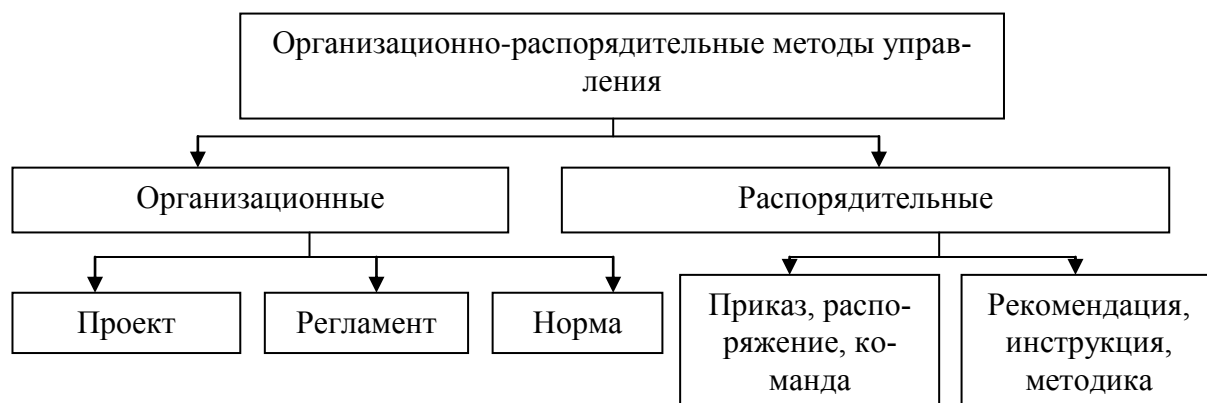 Организационно-распорядительные методы управ-
ления
Организационные
Распорядительные
Проект
Регламент
Норма
Приказ, распо-
ряжение, ко-
манда
Рекомендация,
инструкция,
методика